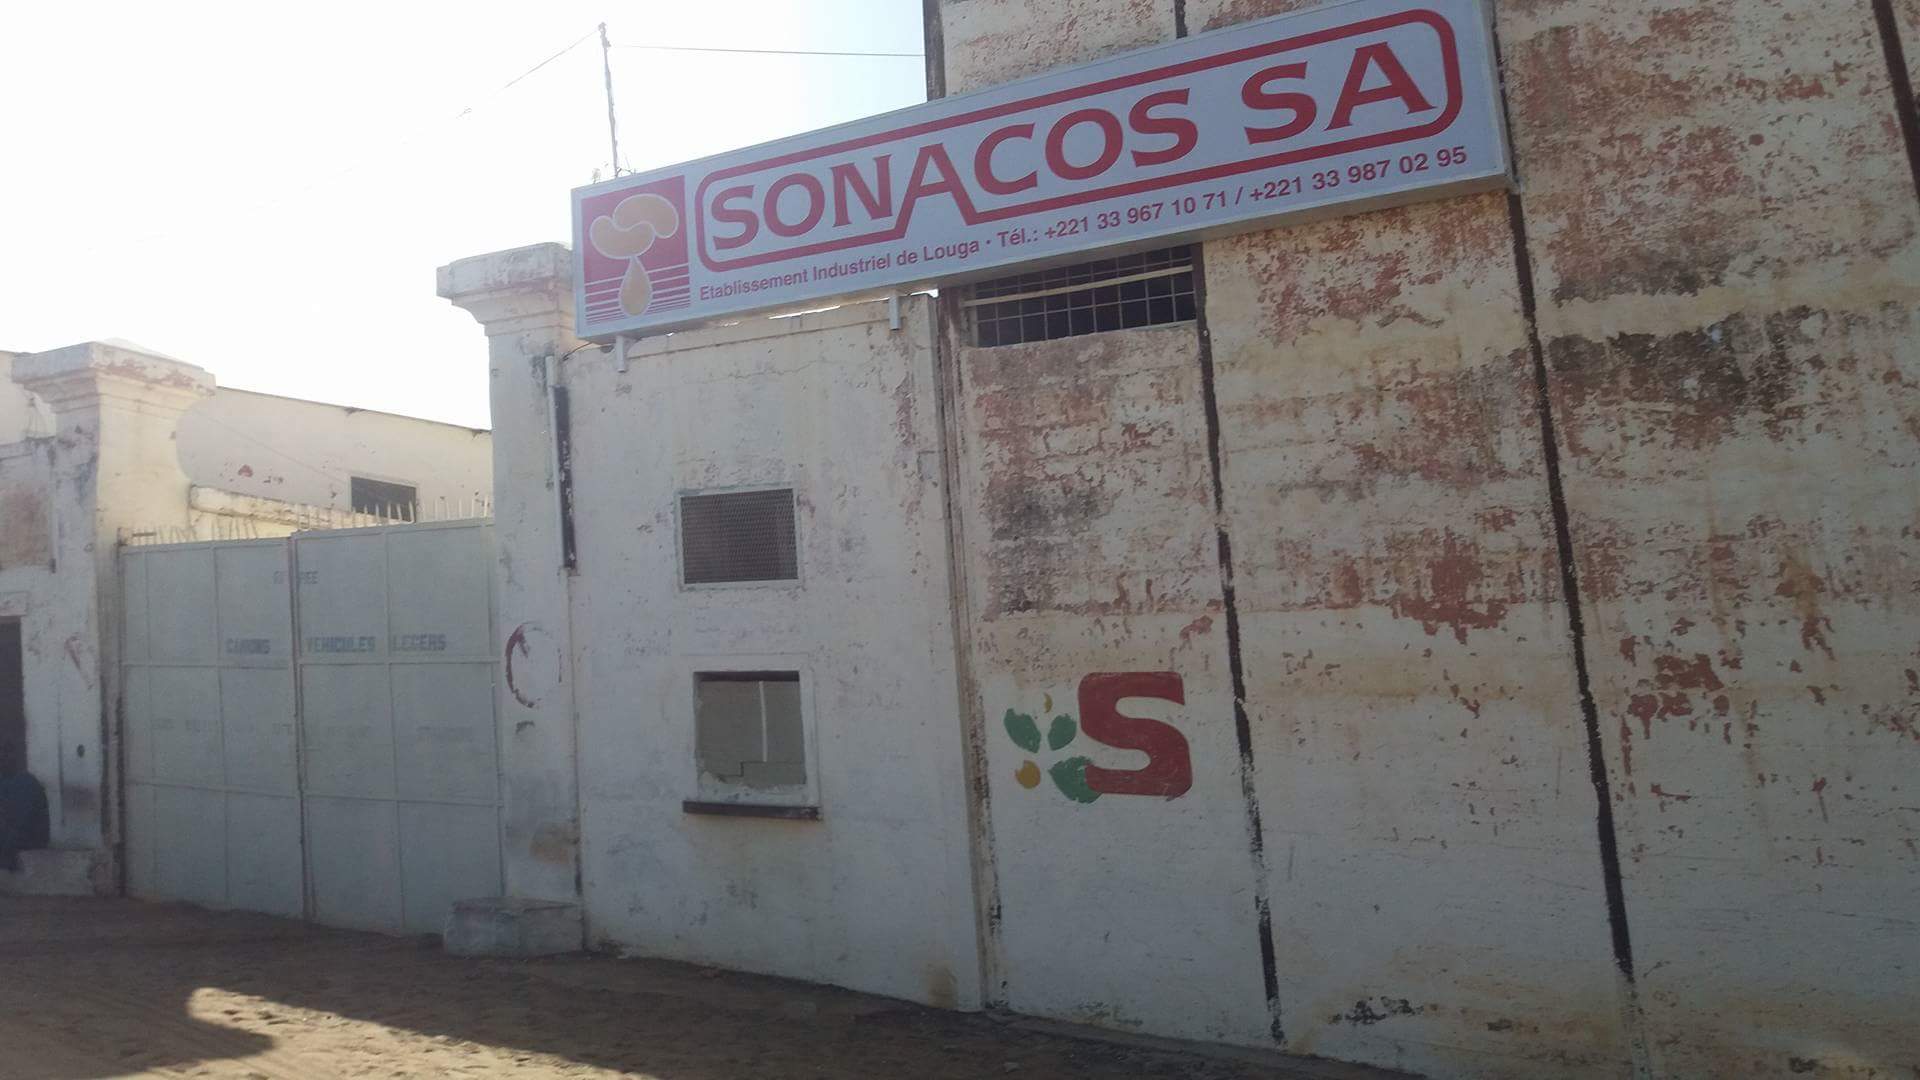 SONACOS SA
Etablissement Industriel de Louga · Tél.: +221 33 967 10 71 / +221 33 987 02 95
CAMIONS VEHICULES LEGERS
S